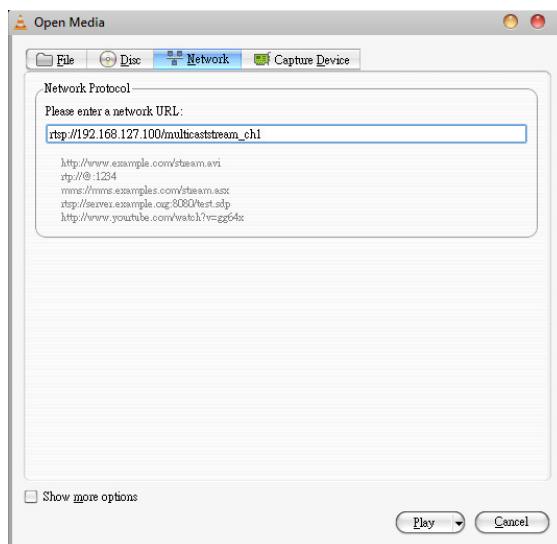 Open Media
File Disc Network Capture Device
Network Protocol
Please enter a network URL:
rtsp://192.168.127.100/multicaststream_ch1
http://www.example.com/stream.avi
rtp://@:1234
mms://mms.examples.com/stream.asx
rtsp://server.example.org:8080/test.sdp
http://www.yourtube.com/watch?v=gg64x
Show more options
Play Cancel